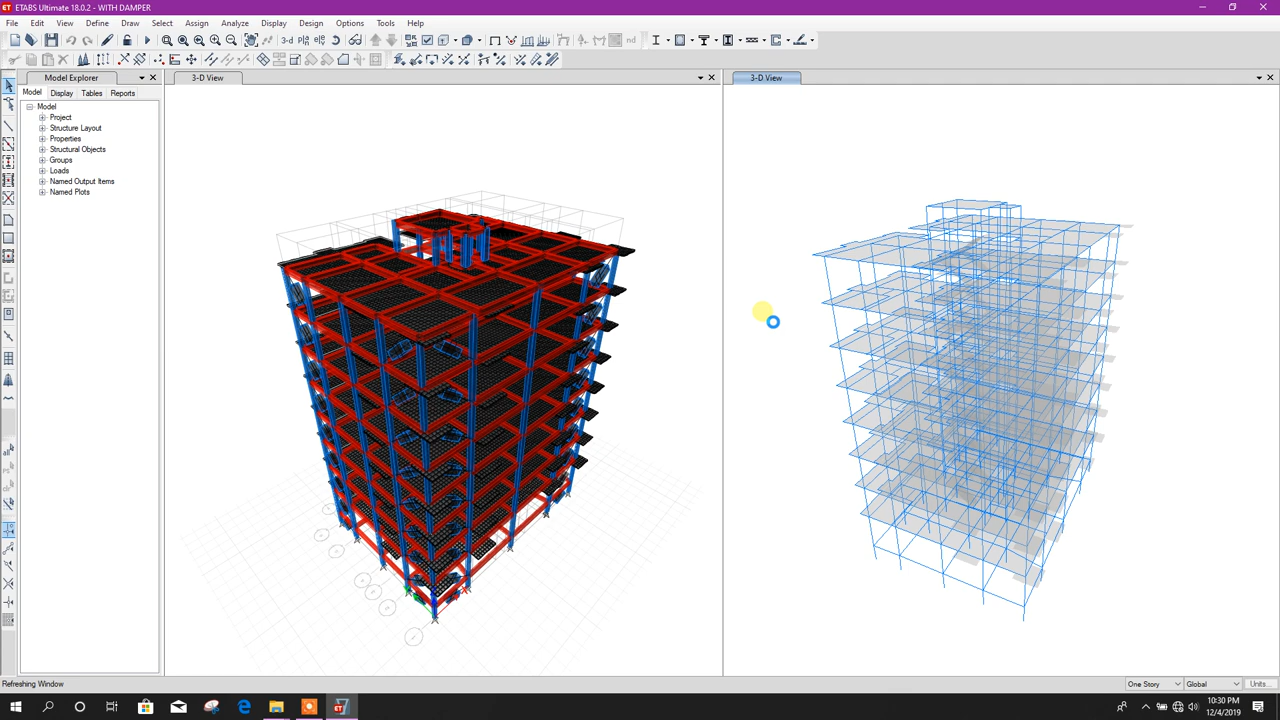 ETABS Ultimate 18.0.2 - WITH DAMPER
File Edit View Define Draw Select Assign Analyze Display Design Options Tools Help
3-d
nd
Model Explorer
3-D View
3-D View
Model Display Tables Reports
Model
Project
Structure Layout
Properties
Structural Objects
Groups
Loads
Named Output Items
Named Plots
Refreshing Window
One Story
Global
Units...
10:30 PM
12/4/2019